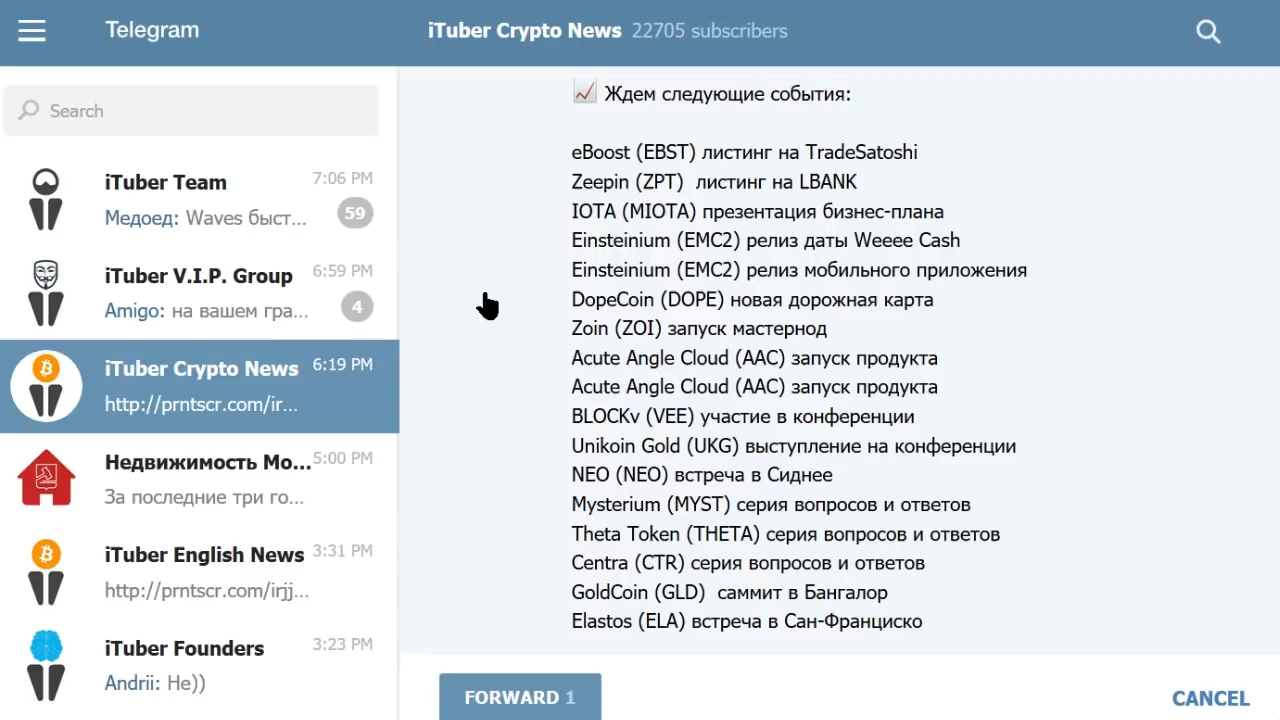 Telegram
iTuber Crypto News 22705 subscribers
Search
iTuber Team 7:06 PM
Медоед: Waves быст... 59
iTuber V.I.P. Group 6:59 PM
Amigo: на вашем гра... 4
iTuber Crypto News 6:19 PM
http://prntscr.com/ir...
Недвижимость Мо... 5:00 PM
За последние три го...
iTuber English News 3:31 PM
http://prntscr.com/irjj...
iTuber Founders 3:23 PM
Andrii: Не))
Ждем следующие события:
eBoost (EBST) листинг на TradeSatoshi
Zeepin (ZPT) листинг на LBANK
IOTA (MIOTA) презентация бизнес-плана
Einsteinium (EMC2) релиз даты Weeee Cash
Einsteinium (EMC2) релиз мобильного приложения
DopeCoin (DOPE) новая дорожная карта
Zoin (ZOI) запуск мастернод
Acute Angle Cloud (AAC) запуск продукта
Acute Angle Cloud (AAC) запуск продукта
BLOCKv (VEE) участие в конференции
Unikoin Gold (UKG) выступление на конференции
NEO (NEO) встреча в Сиднее
Mysterium (MYST) серия вопросов и ответов
Theta Token (THETA) серия вопросов и ответов
Centra (CTR) серия вопросов и ответов
GoldCoin (GLD) саммит в Бангалор
Elastos (ELA) встреча в Сан-Франциско
FORWARD 1
CANCEL